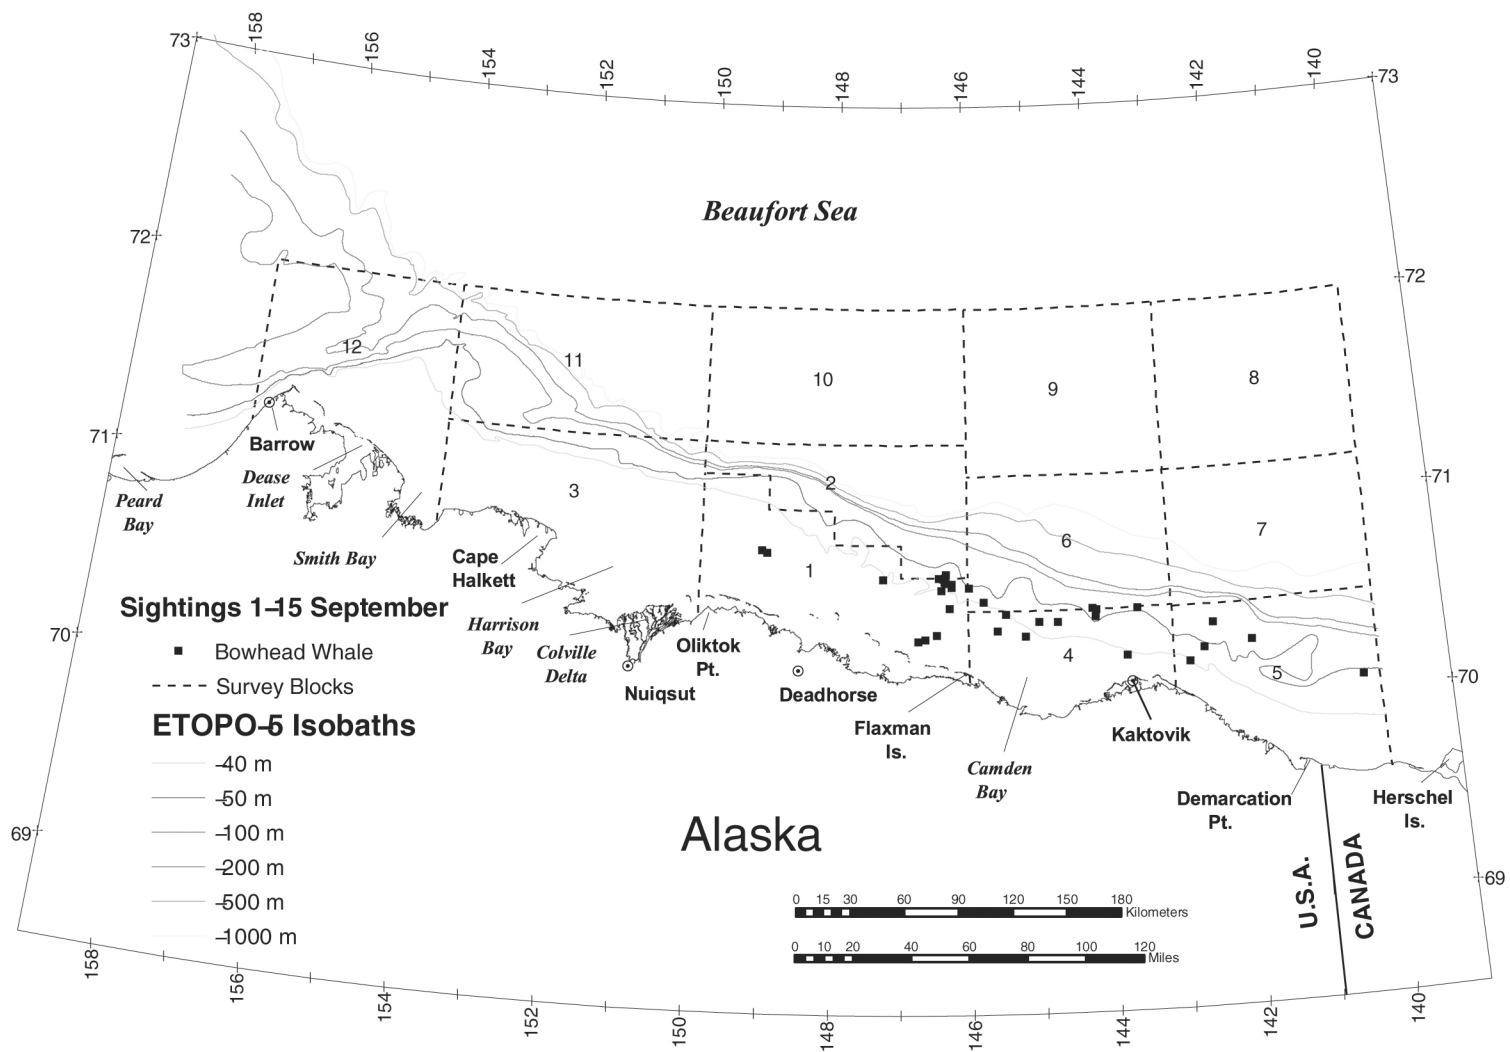 158
156
154
152
150
148
146
144
142
140
73
73
Beaufort Sea
72
72
12
11
10
9
8
71
Barrow
71
Dease
Inlet
Peard
Bay
3
2
7
6
Smith Bay
Cape
Halkett
1
Sightings 1–15 September
Harrison
Bay
70
Bowhead Whale
Survey Blocks
Colville
Delta
Oliktok
Pt.
4
5
70
Nuiqsut
Deadhorse
Flaxman
Is.
Kaktovik
ETOPO–5 Isobaths
–40 m
–50 m
–100 m
–200 m
–500 m
–1000 m
Camden
Bay
Demarcation
Pt.
Herschel
Is.
69
Alaska
69
U.S.A.
CANADA
0 15 30 60 90 120 150 180
Kilometers
0 10 20 40 60 80 100 120
Miles
158
156
154
152
150
148
146
144
142
140